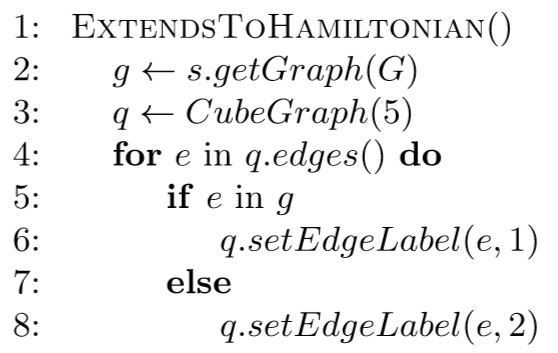 1: EXTENDSTOHAMILTONIAN()
2: g ← s.getGraph(G)
3: q ← CubeGraph(5)
4: for e in q.edges() do
5: if e in g
6: q.setEdgeLabel(e, 1)
7: else
8: q.setEdgeLabel(e, 2)